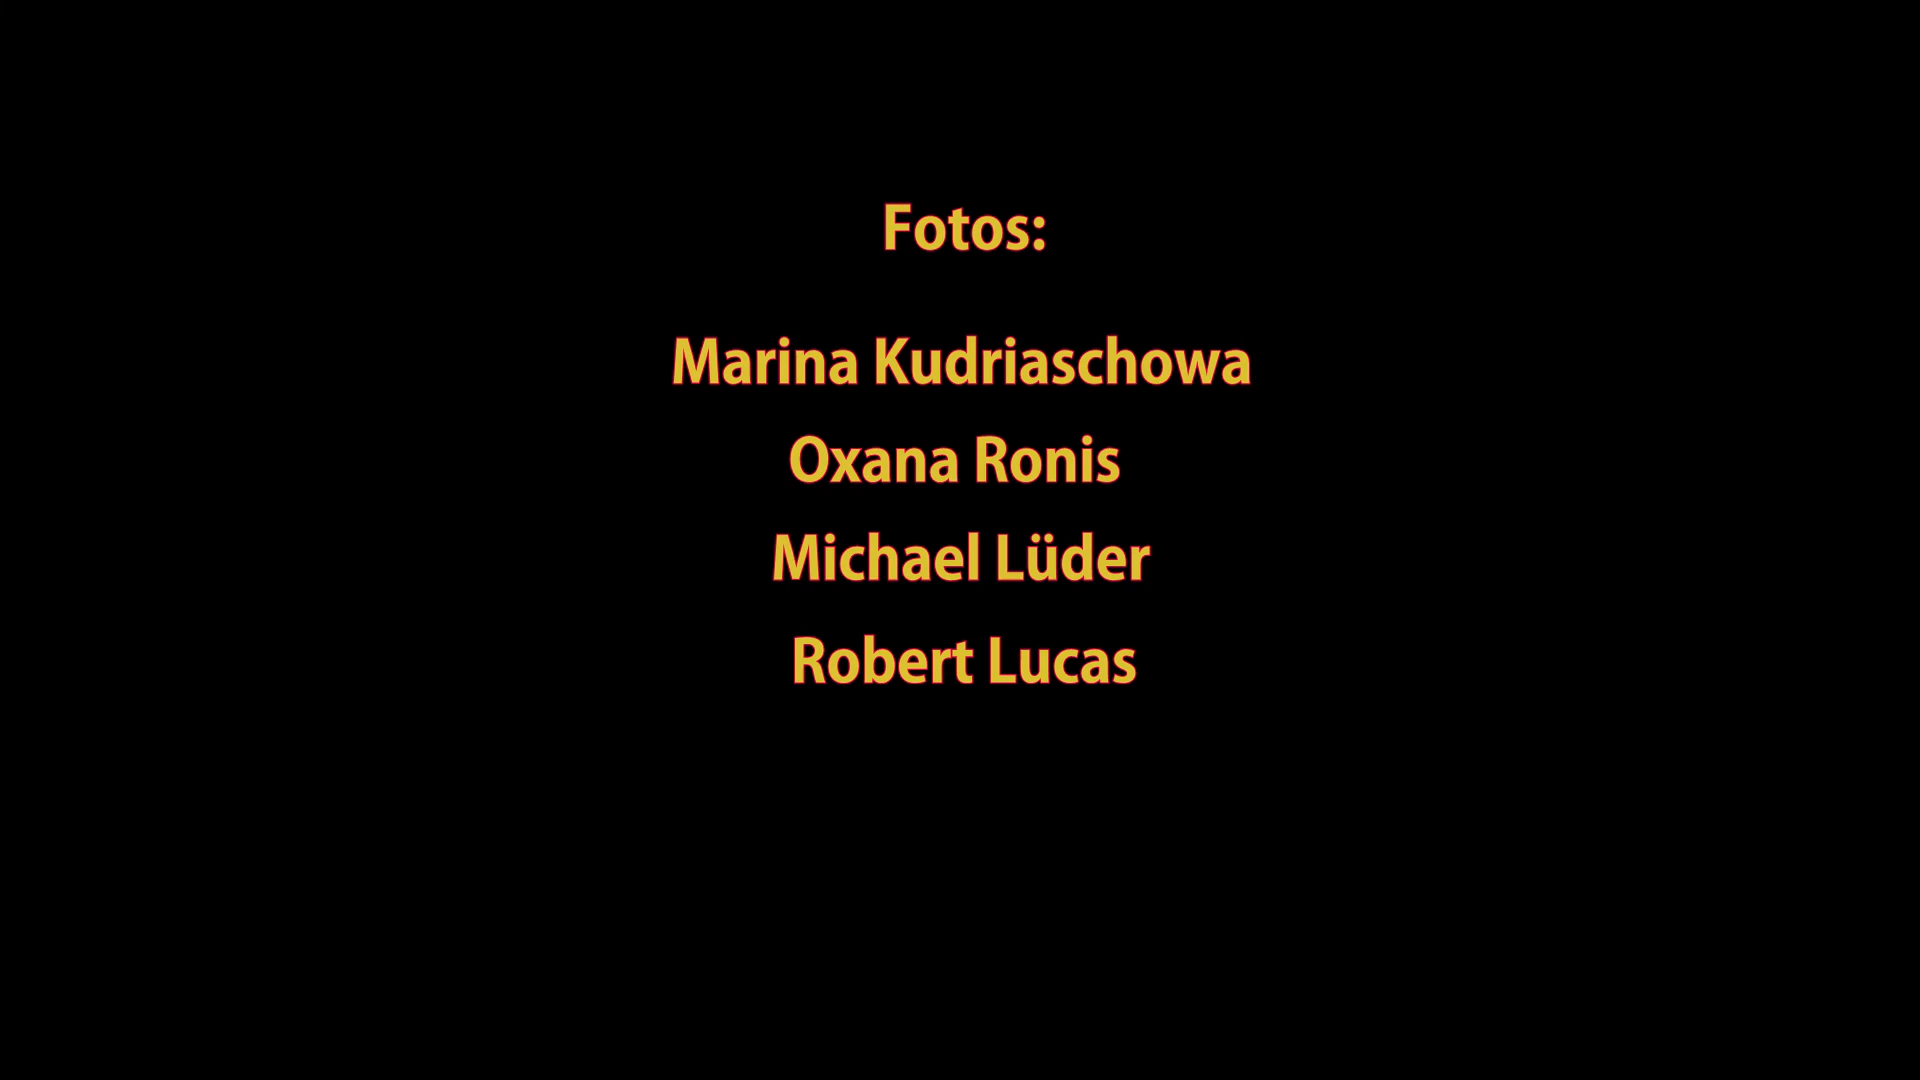 Fotos:
Marina Kudriaschowa
Oxana Ronis
Michael Lüder
Robert Lucas